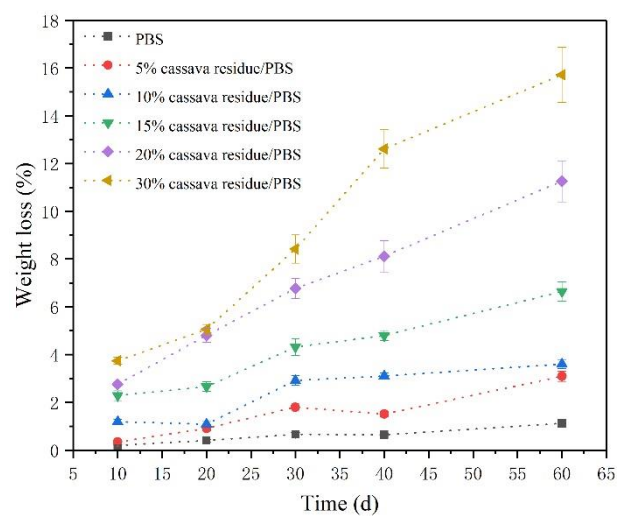 18
16
14
12
10
8
6
4
2
0
Weight loss (%)
PBS
5% cassava residue/PBS
10% cassava residue/PBS
15% cassava residue/PBS
20% cassava residue/PBS
30% cassava residue/PBS
5 10 15 20 25 30 35 40 45 50 55 60 65
Time (d)